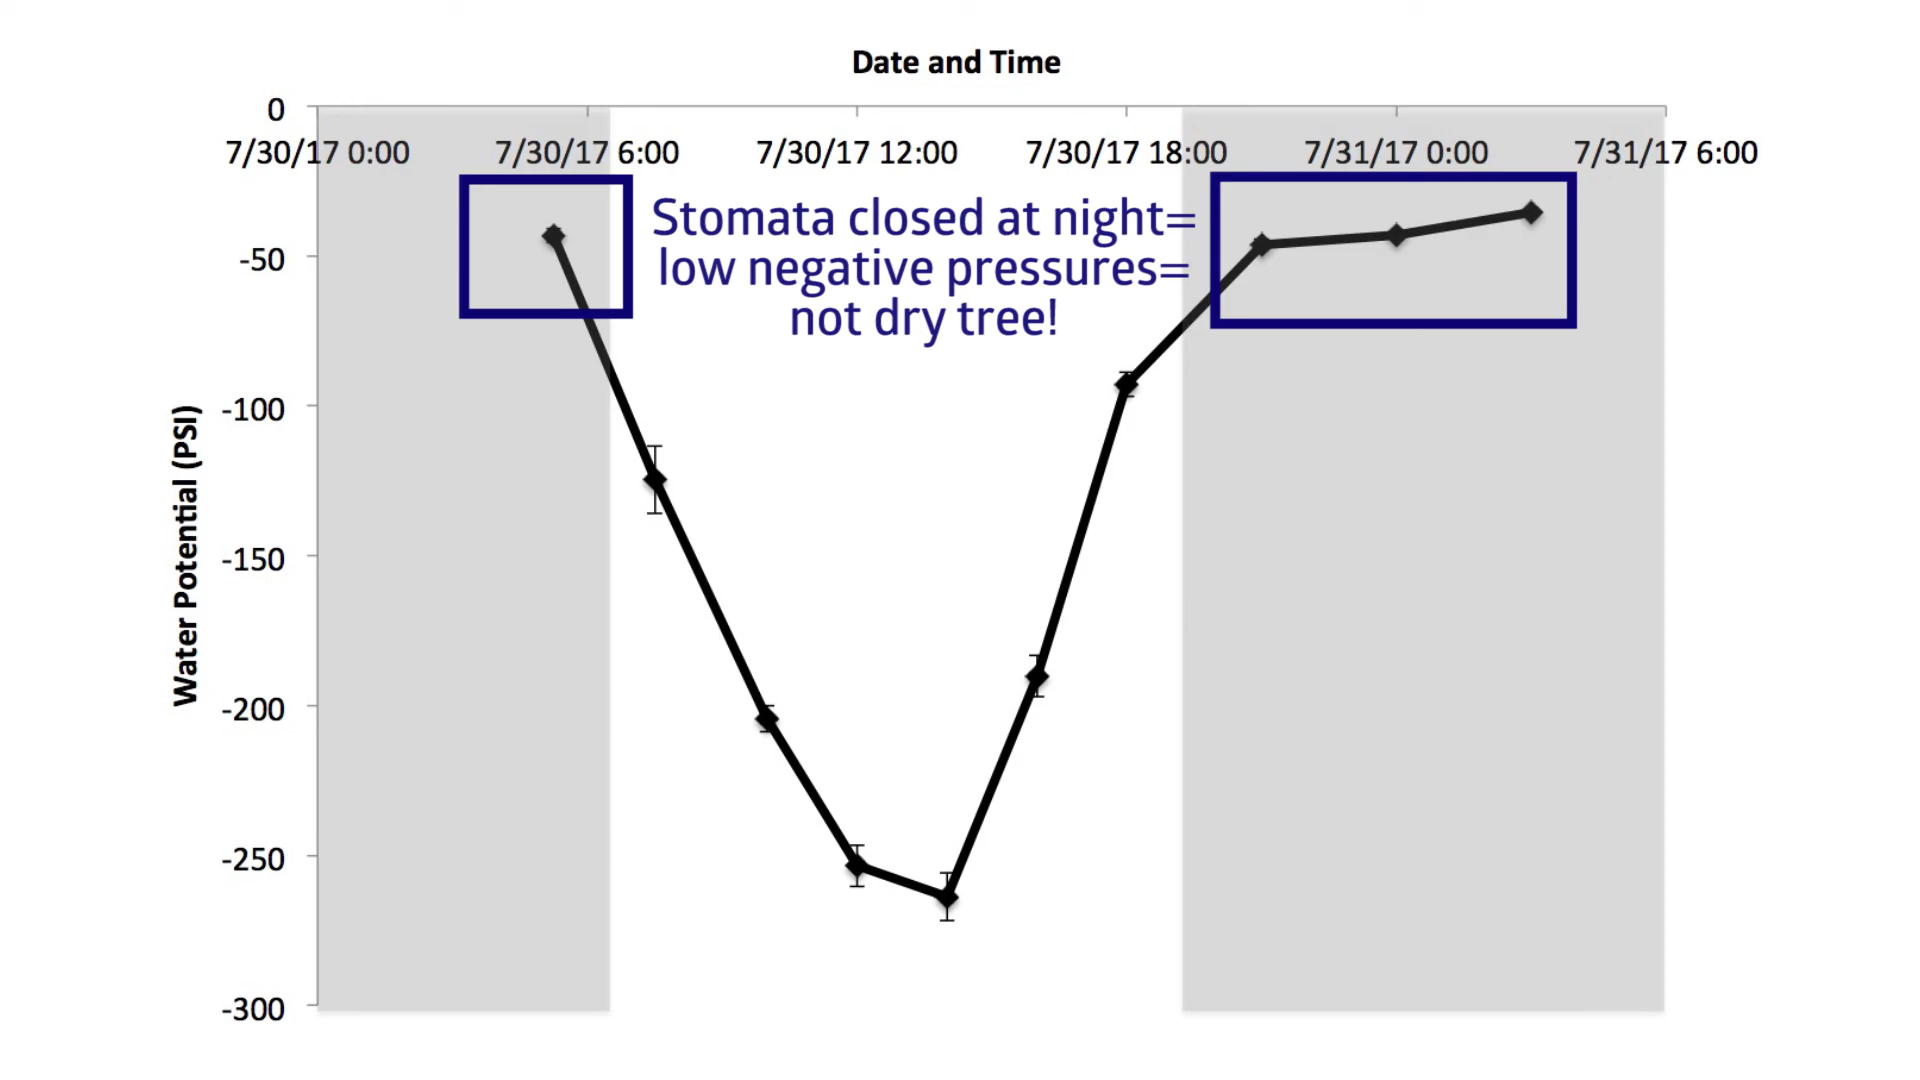 Date and Time
0
7/30/17 0:00 7/30/17 6:00 7/30/17 12:00 7/30/17 18:00 7/31/17 0:00 7/31/17 6:00
Stomata closed at night=
low negative pressures=
not dry tree!
-50
-100
-150
-200
-250
-300
Water Potential (PSI)